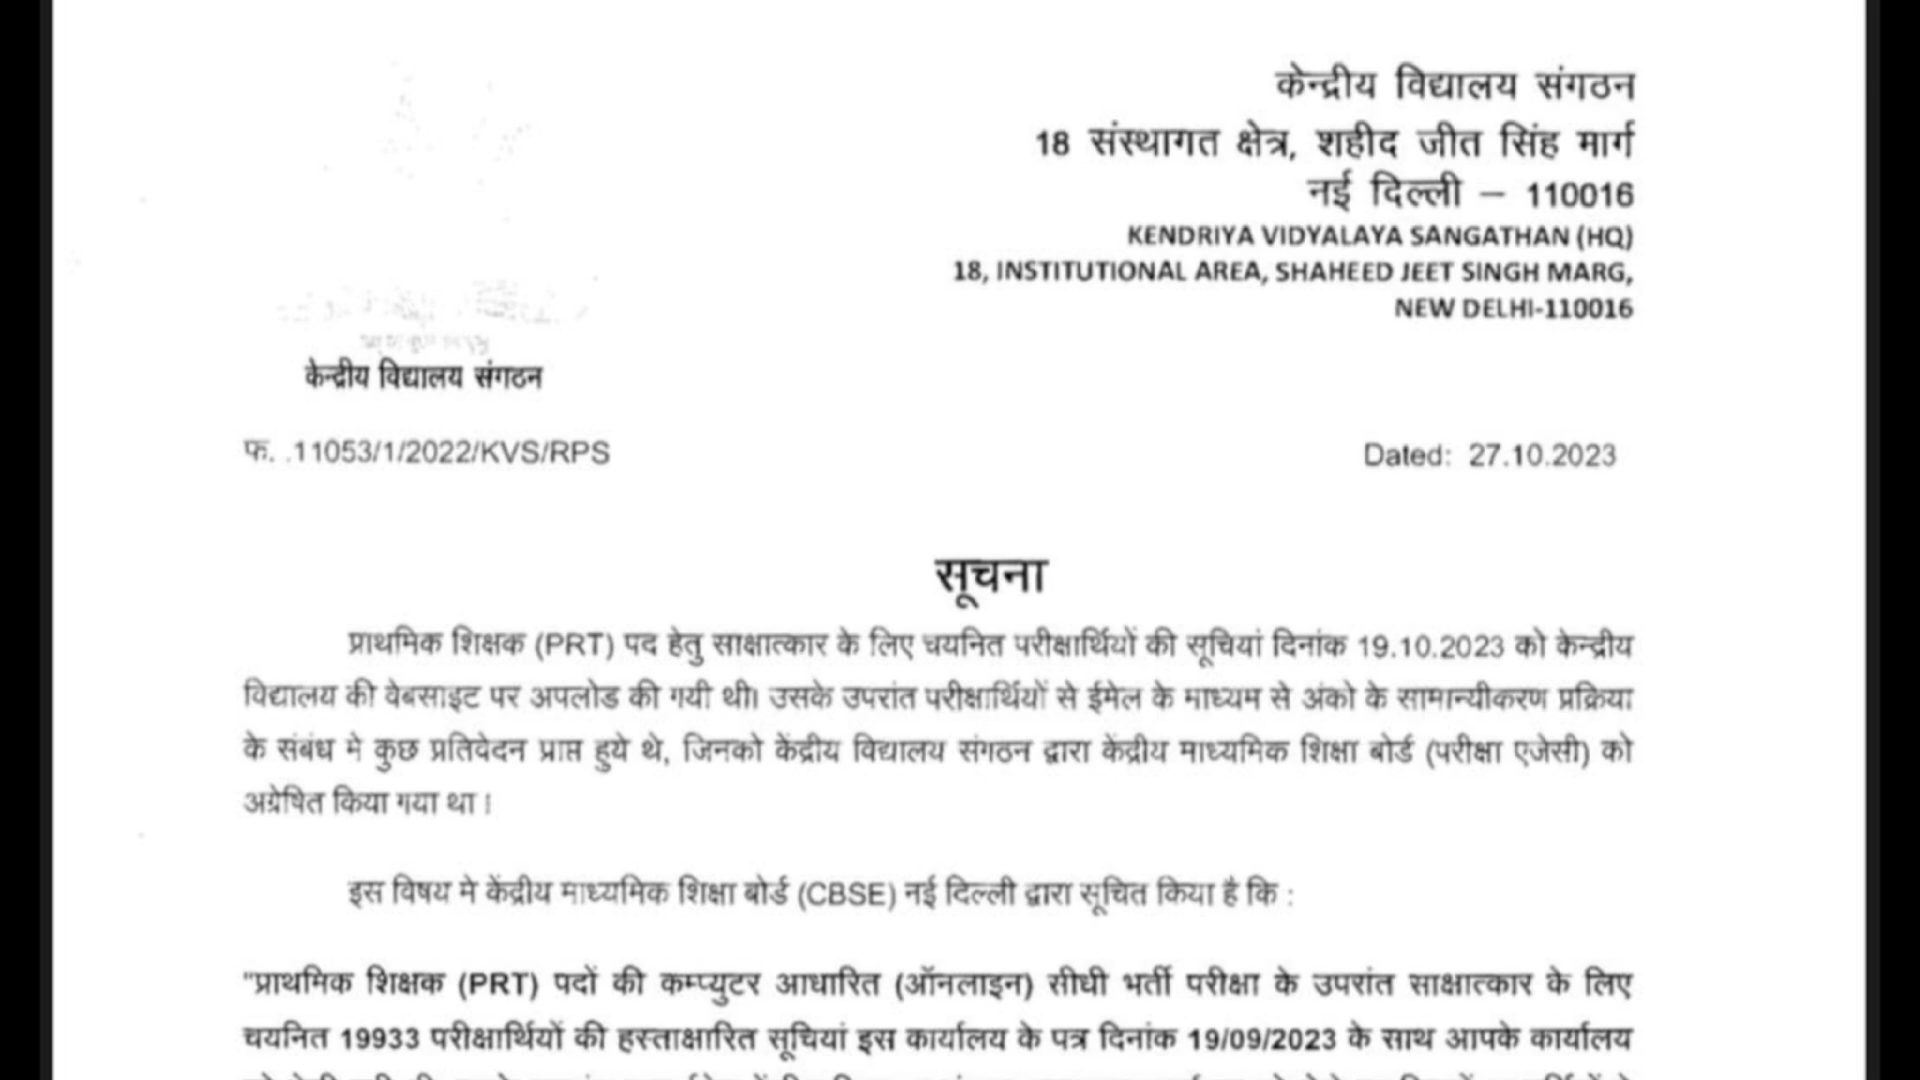 केन्द्रीय विद्यालय संगठन
18 संस्थागत क्षेत्र, शहीद जीत सिंह मार्ग
नई दिल्ली – 110016
KENDRIYA VIDYALAYA SANGATHAN (HQ)
18, INSTITUTIONAL AREA, SHAHEED JEET SINGH MARG,
NEW DELHI-110016
केन्द्रीय विद्यालय संगठन
फ. .11053/1/2022/KVS/RPS
Dated: 27.10.2023
सूचना
प्राथमिक शिक्षक (PRT) पद हेतु साक्षात्कार के लिए चयनित परीक्षार्थियों की सूचियां दिनांक 19.10.2023 को केन्द्रीय
विद्यालय की वेबसाइट पर अपलोड की गयी थी। उसके उपरांत परीक्षार्थियों से ईमेल के माध्यम से अंको के सामान्यीकरण प्रक्रिया
के संबंध मे कुछ प्रतिवेदन प्राप्त हुये थे, जिनको केंद्रीय विद्यालय संगठन द्वारा केंद्रीय माध्यमिक शिक्षा बोर्ड (परीक्षा एजेसी) को
अग्रेषित किया गया था।
इस विषय मे केंद्रीय माध्यमिक शिक्षा बोर्ड (CBSE) नई दिल्ली द्वारा सूचित किया है कि :
"प्राथमिक शिक्षक (PRT) पदों की कम्प्युटर आधारित (ऑनलाइन) सीधी भर्ती परीक्षा के उपरांत साक्षात्कार के लिए
चयनित 19933 परीक्षार्थियों की हस्ताक्षारित सूचियां इस कार्यालय के पत्र दिनांक 19/09/2023 के साथ आपके कार्यालय